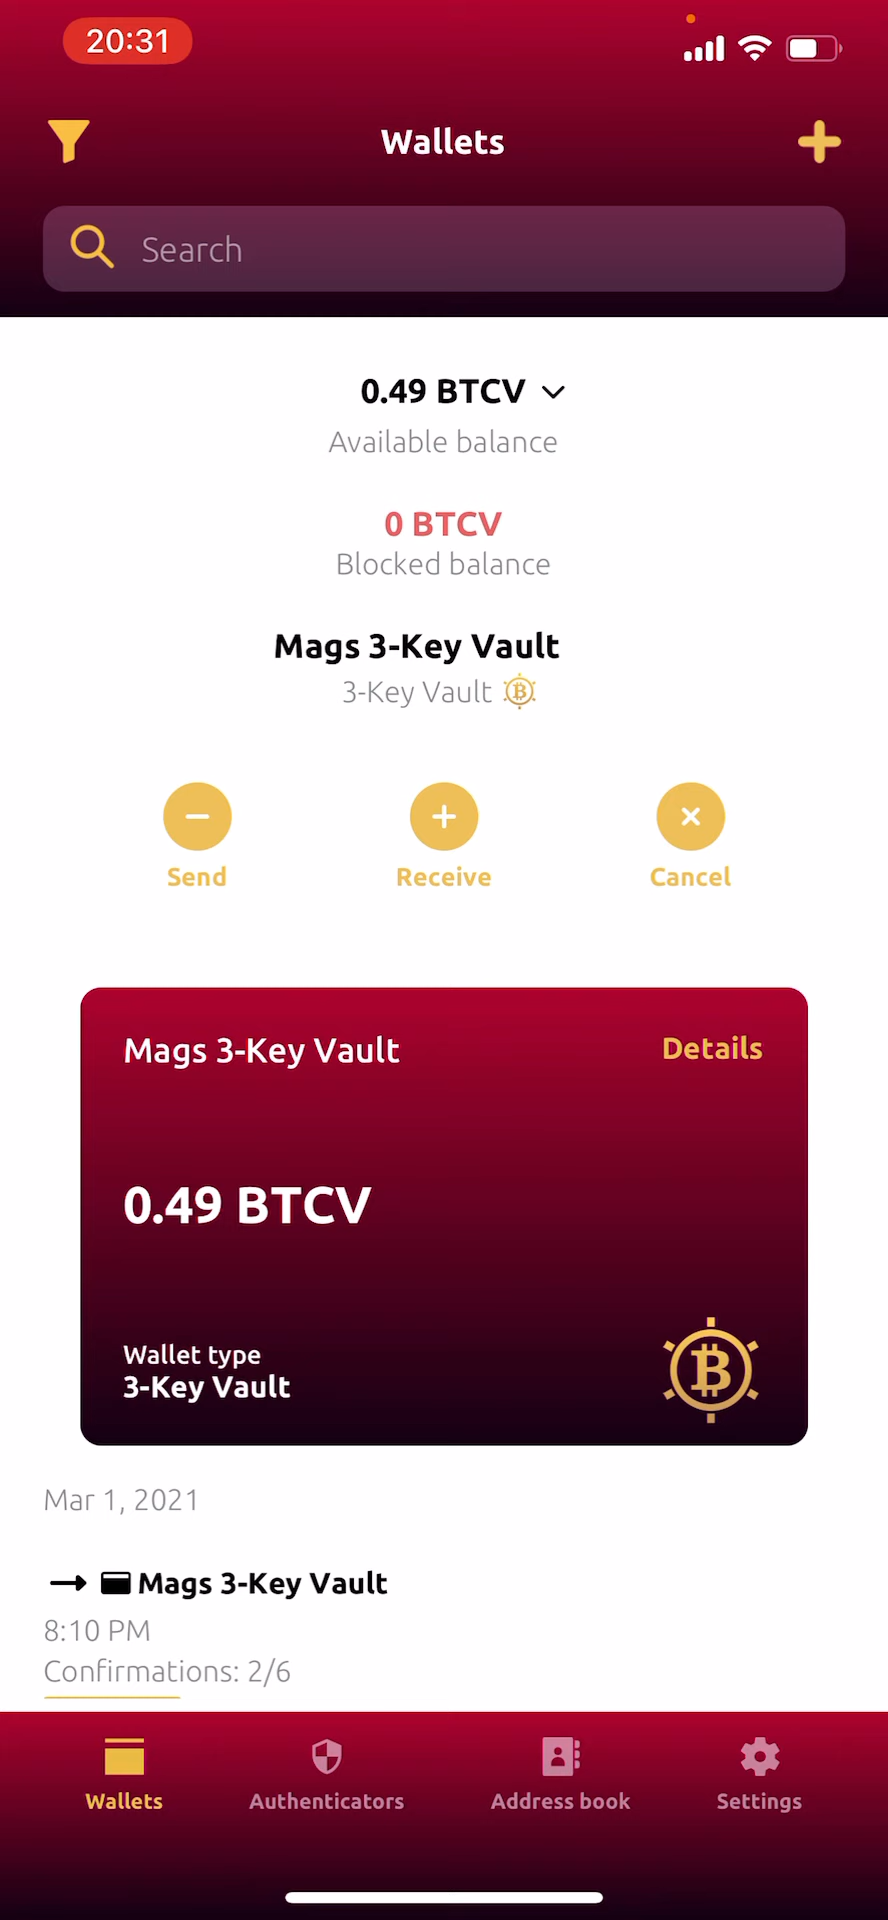 20:31
Wallets
Search
0.49 BTCV
Available balance
0 BTCV
Blocked balance
Mags 3-Key Vault
3-Key Vault
Send
Receive
Cancel
Mags 3-Key Vault
Details
0.49 BTCV
Wallet type
3-Key Vault
Mar 1, 2021
Mags 3-Key Vault
8:10 PM
Confirmations: 2/6
Wallets
Authenticators
Address book
Settings